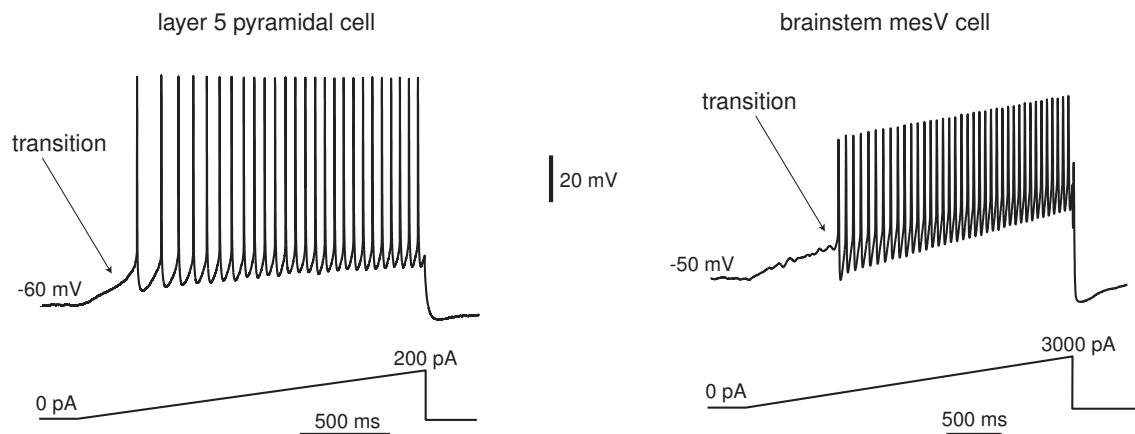 layer 5 pyramidal cell
transition
-60 mV
200 pA
0 pA
500 ms
20 mV
brainstem mesV cell
transition
-50 mV
3000 pA
0 pA
500 ms